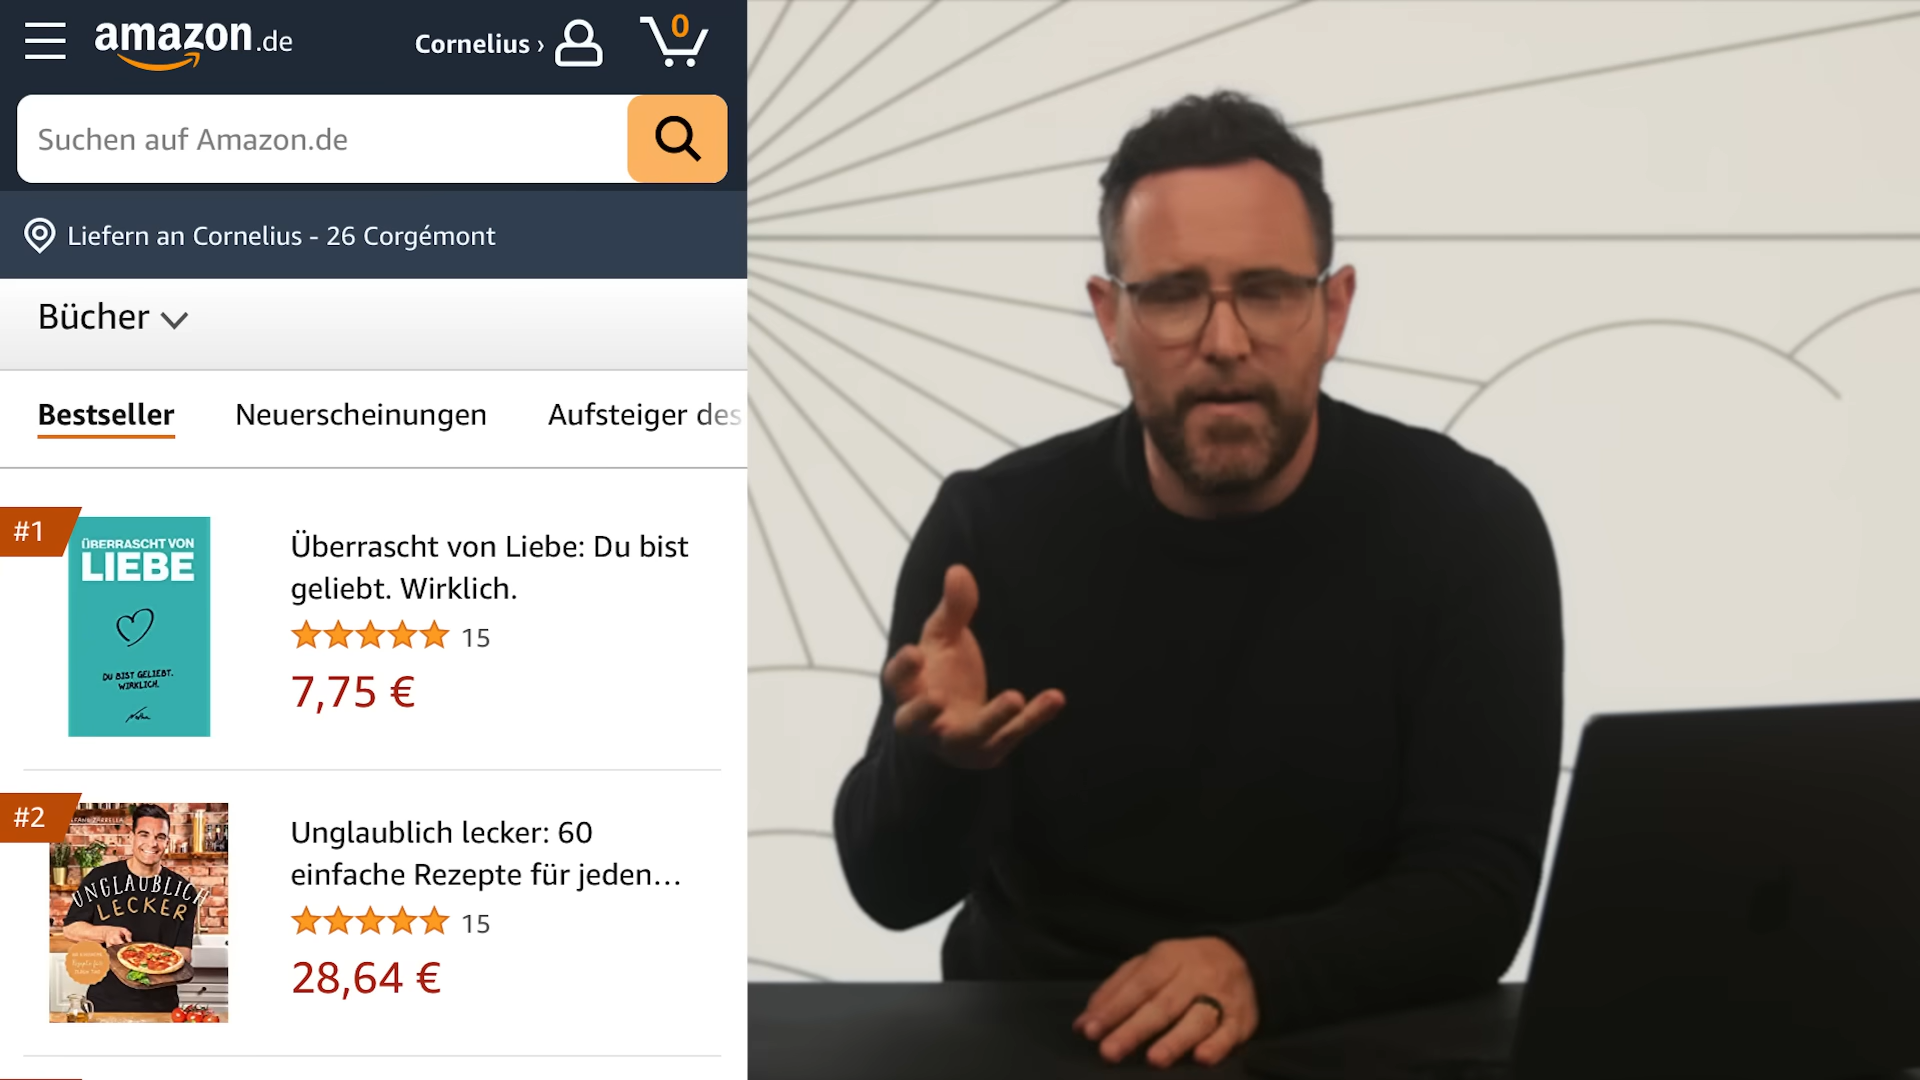 amazon.de
Cornelius ›
0
Suchen auf Amazon.de
Liefern an Cornelius - 26 Corgémont
Bücher
Bestseller
Neuerscheinungen
Aufsteiger des
#1
ÜBERRASCHT VON
LIEBE
DU BIST GELIEBT.
WIRKLICH.
Überrascht von Liebe: Du bist
geliebt. Wirklich.
15
7,75 €
#2
UNGLAUBLICH
LECKER
Unglaublich lecker: 60
einfache Rezepte für jeden…
15
28,64 €